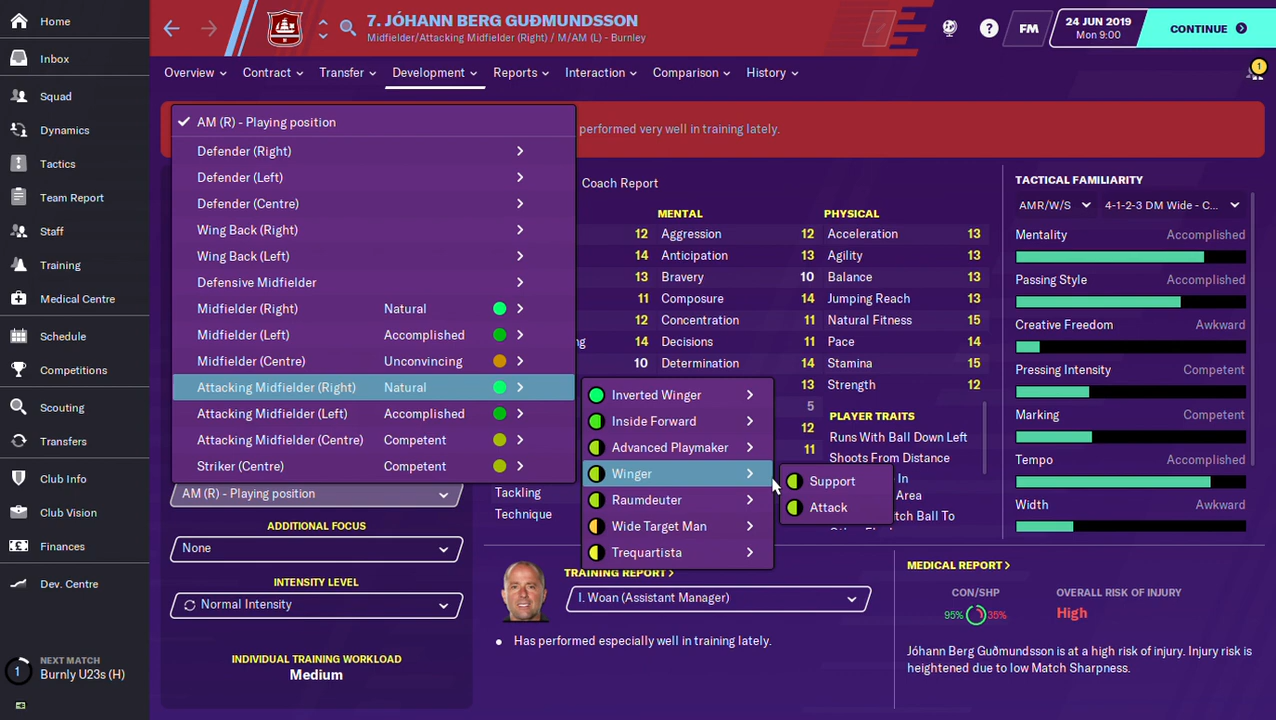 Home
Inbox
Squad
Dynamics
Tactics
Team Report
Staff
Training
Medical Centre
Schedule
Competitions
Scouting
Transfers
Club Info
Club Vision
Finances
Dev. Centre
1
NEXT MATCH
Burnly U23s (H)
7. JÓHANN BERG GUÐMUNDSSON
Midfielder/Attacking Midfielder (Right) / M/AM (L) - Burnley
?
FM
24 JUN 2019
Mon 9:00
CONTINUE
Overview
Contract
Transfer
Development
Reports
Interaction
Comparison
History
1
performed very well in training lately.
AM (R) - Playing position
Defender (Right)
Defender (Left)
Defender (Centre)
Wing Back (Right)
Wing Back (Left)
Defensive Midfielder
Midfielder (Right) Natural
Midfielder (Left) Accomplished
Midfielder (Centre) Unconvincing
Attacking Midfielder (Right) Natural
Attacking Midfielder (Left) Accomplished
Attacking Midfielder (Centre) Competent
Striker (Centre) Competent
AM (R) - Playing position
ADDITIONAL FOCUS
None
INTENSITY LEVEL
Normal Intensity
INDIVIDUAL TRAINING WORKLOAD
Medium
Inverted Winger
Inside Forward
Advanced Playmaker
Winger
Raumdeuter
Wide Target Man
Trequartista
Support
Attack
Coach Report
12
14
13
11
12
14
10
Tackling
Technique
MENTAL
Aggression 12
Anticipation 13
Bravery 10
Composure 14
Concentration 11
Decisions 11
Determination 14
13
5
12
11
PHYSICAL
Acceleration 13
Agility 13
Balance 13
Jumping Reach 13
Natural Fitness 15
Pace 14
Stamina 15
Strength 12
PLAYER TRAITS
Runs With Ball Down Left
Shoots From Distance
In
Area
To
TACTICAL FAMILIARITY
AMR/W/S
4-1-2-3 DM Wide - C...
Mentality Accomplished
Passing Style Accomplished
Creative Freedom Awkward
Pressing Intensity Competent
Marking Competent
Tempo Accomplished
Width Awkward
TRAINING REPORT >
I. Woan (Assistant Manager)
• Has performed especially well in training lately.
MEDICAL REPORT >
CON/SHP
95% 35%
OVERALL RISK OF INJURY
High
Jóhann Berg Guðmundsson is at a high risk of injury. Injury risk is
heightened due to low Match Sharpness.